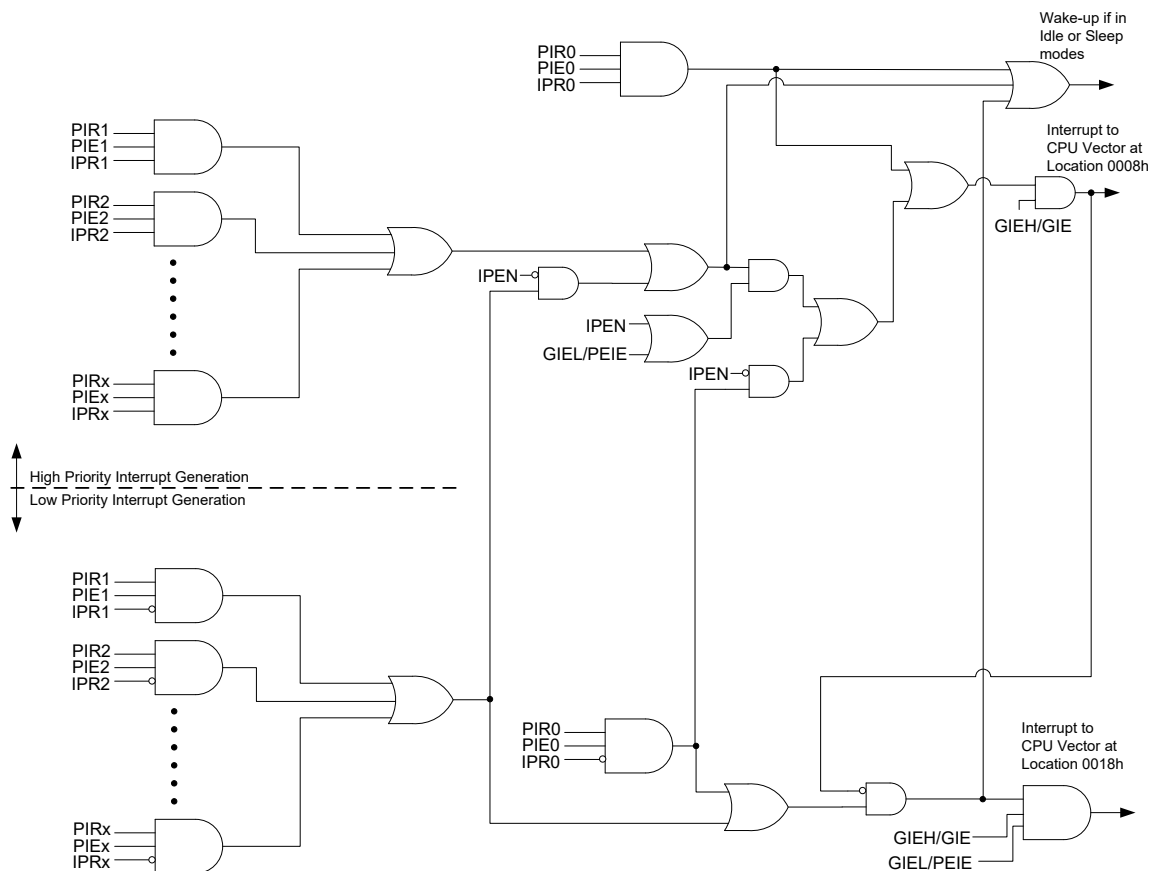 Wake-up if in
Idle or Sleep
modes
PIR0
PIE0
IPR0
Interrupt to
CPU Vector at
Location 0008h
PIR1
PIE1
IPR1
PIR2
PIE2
IPR2
GIEH/GIE
IPEN
IPEN
GIEL/PEIE
IPEN
PIRx
PIEx
IPRx
High Priority Interrupt Generation
Low Priority Interrupt Generation
PIR1
PIE1
IPR1
PIR2
PIE2
IPR2
PIR0
PIE0
IPR0
Interrupt to
CPU Vector at
Location 0018h
PIRx
PIEx
IPRx
GIEH/GIE
GIEL/PEIE